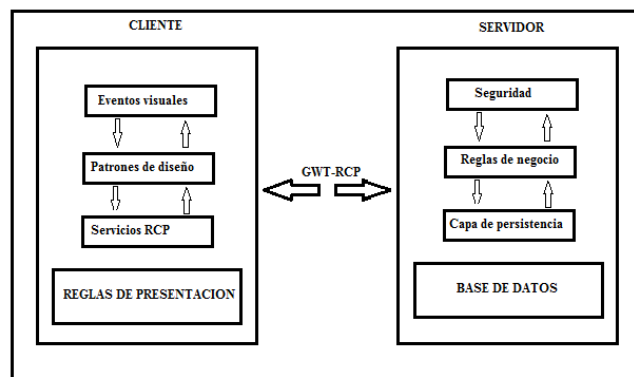 CLIENTE
Eventos visuales
Patrones de diseño
Servicios RCP
REGLAS DE PRESENTACION
GWT-RCP
SERVIDOR
Seguridad
Reglas de negocio
Capa de persistencia
BASE DE DATOS